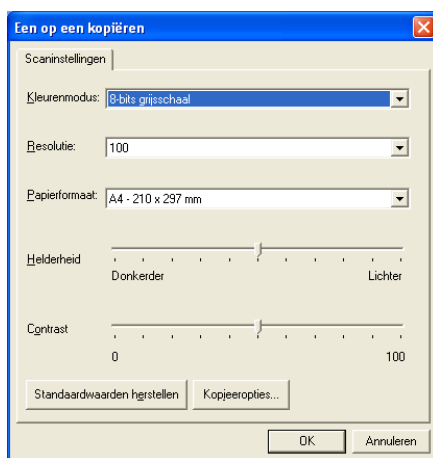 Een op een kopiëren
Scaninstellingen
Kleurenmodus: 8-bits grijsschaal
Resolutie: 100
Papierformaat: A4 - 210 x 297 mm
Helderheid
Donkerder Lichter
Contrast
0 100
Standaardwaarden herstellen Kopjeeropties...
OK Annuleren